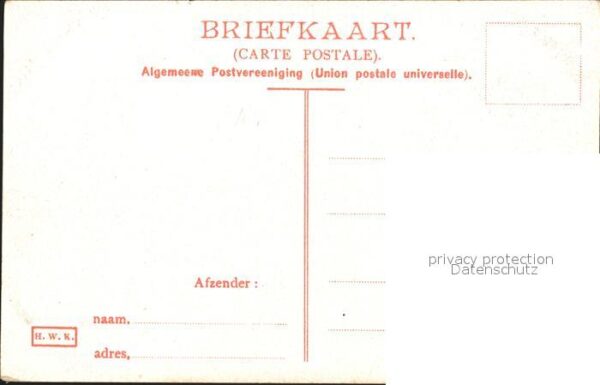 BRIEFKAART.
(CARTE POSTALE).
Algemeene Postvereeniging (Union postale universelle).
Afzender :
naam,
adres,
H. W. K.
privacy protection
Datenschutz